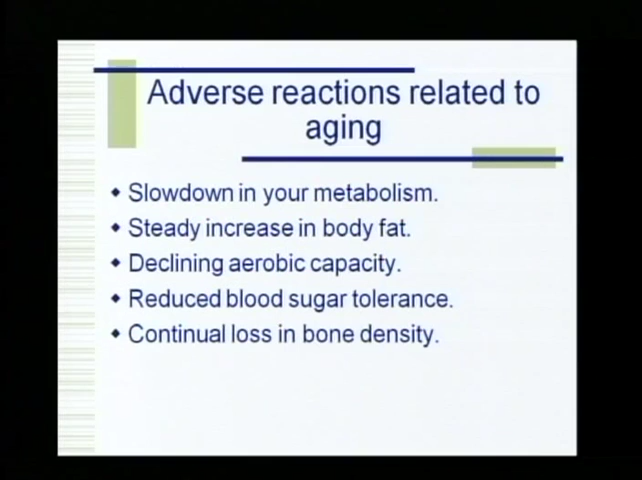 Adverse reactions related to
aging
Slowdown in your metabolism.
Steady increase in body fat.
Declining aerobic capacity.
Reduced blood sugar tolerance.
Continual loss in bone density.